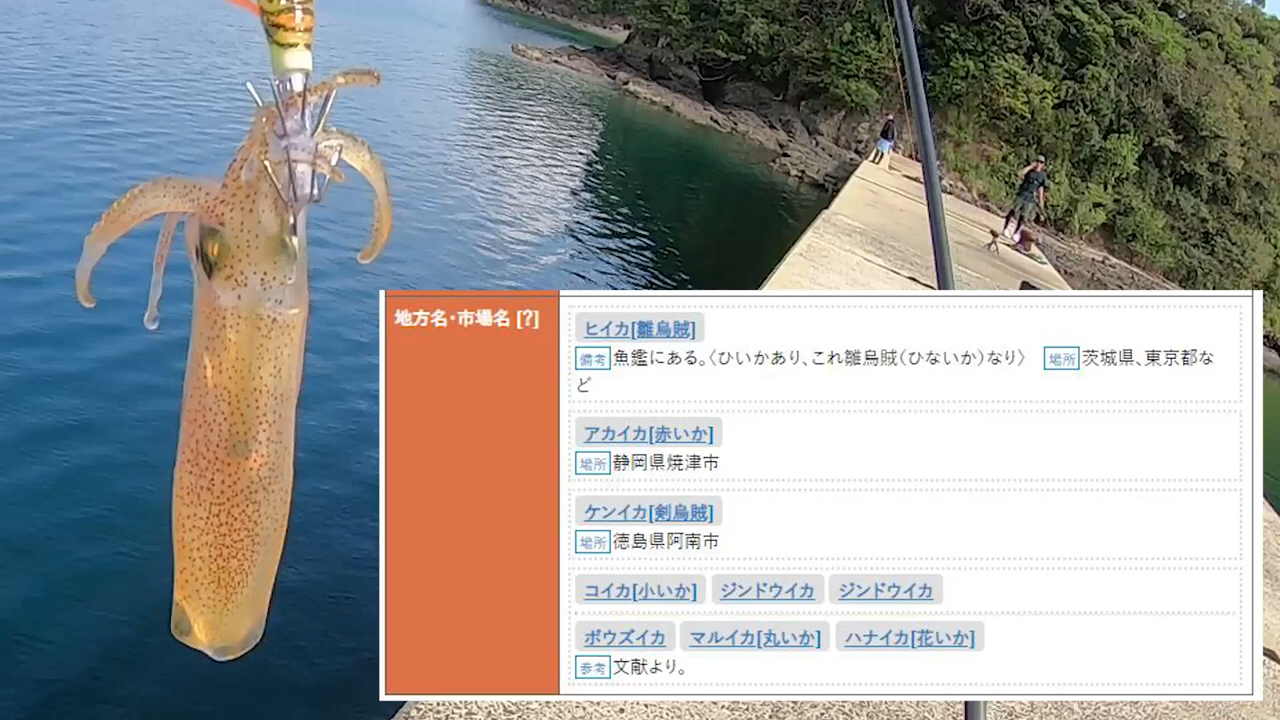 地方名・市場名 [?]
ヒイカ[雛烏賊]
備考 魚鑑にある。〈ひいかあり、これ雛烏賊（ひないか）なり〉 場所 茨城県、東京都な
ど
アカイカ[赤いか]
場所 静岡県焼津市
ケンイカ[剣烏賊]
場所 徳島県阿南市
コイカ[小いか] ジンドウイカ ジンドウイカ
ボウズイカ マルイカ[丸いか] ハナイカ[花いか]
参考 文献より。